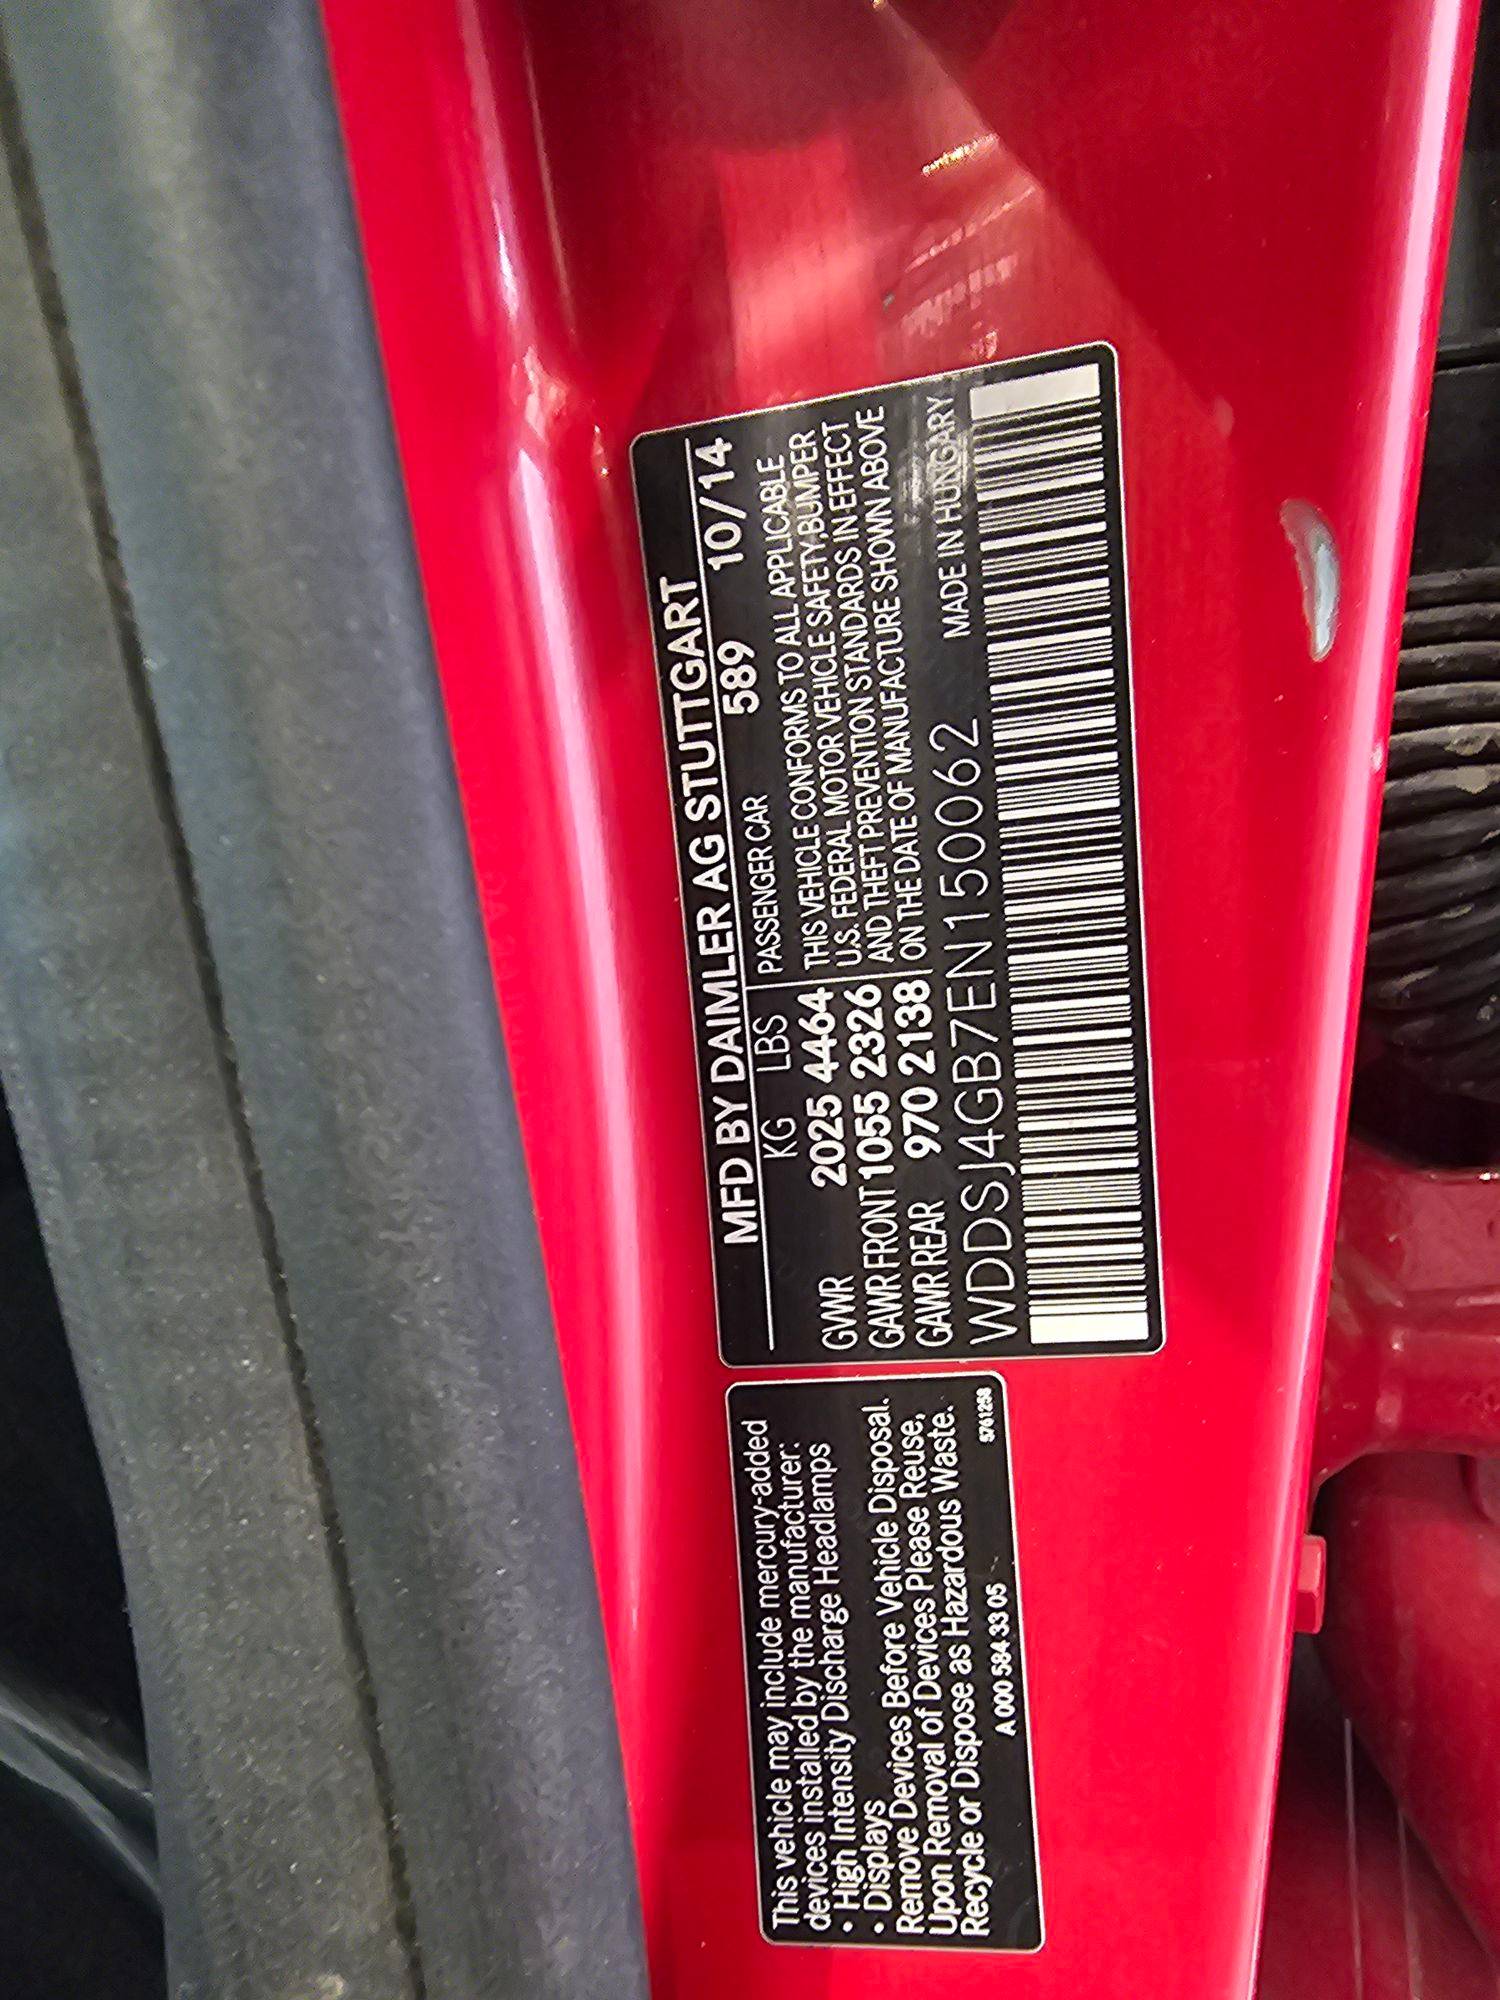 MFD BY DAIMLER AG STUTTGART
KG LBS PASSENGER CAR 589 10/14
GVWR 2025 4464 THIS VEHICLE CONFORMS TO ALL APPLICABLE
GAWR FRONT 1055 2326 U.S. FEDERAL MOTOR VEHICLE SAFETY,BUMPER
GAWR REAR 970 2138 AND THEFT PREVENTION STANDARDS IN EFFECT
ON THE DATE OF MANUFACTURE SHOWN ABOVE
WDDSJ4GB7EN150062 MADE IN HUNGARY
This vehicle may include mercury-added
devices installed by the manufacturer:
• High Intensity Discharge Headlamps
• Displays
Remove Devices Before Vehicle Disposal.
Upon Removal of Devices Please Reuse,
Recycle or Dispose as Hazardous Waste.
A 000 584 33 05 5761258